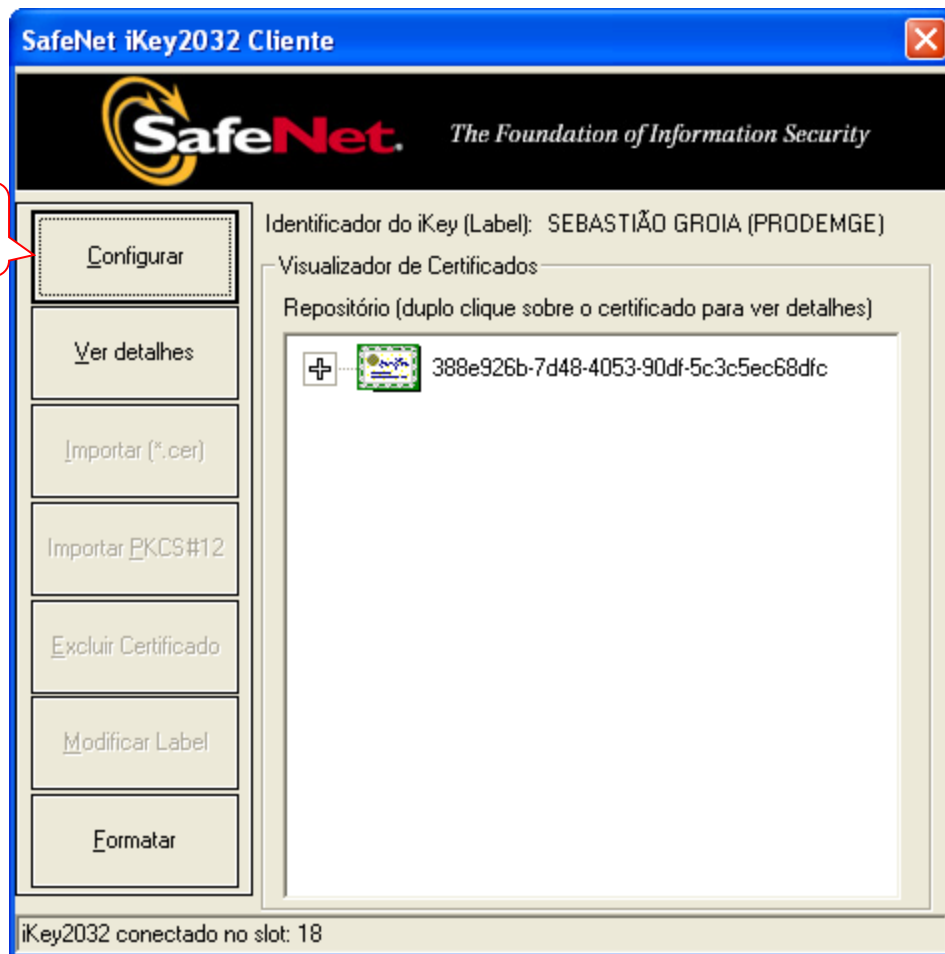 SafeNet iKey2032 Cliente
SafeNet. The Foundation of Information Security
Configurar
Ver detalhes
Importar (*.cer)
Importar PKCS#12
Excluir Certificado
Modificar Label
Formatar
Identificador do iKey (Label): SEBASTIÃO GROIA (PRODEMGE)
Visualizador de Certificados
Repositório (duplo clique sobre o certificado para ver detalhes)
388e926b-7d48-4053-90df-5c3c5ec68dfc
iKey2032 conectado no slot: 18